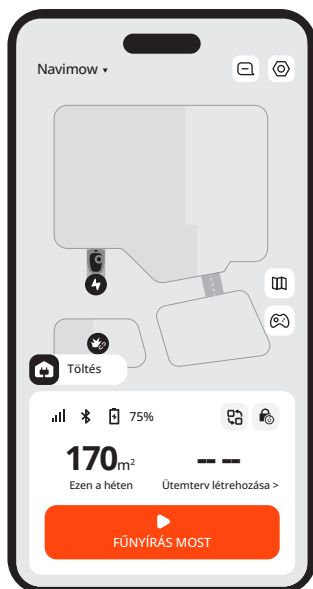 Navimow
Töltés
75%
170m²
-- --
Ezen a héten
Ütemterv létrehozása >
FŰNYÍRÁS MOST